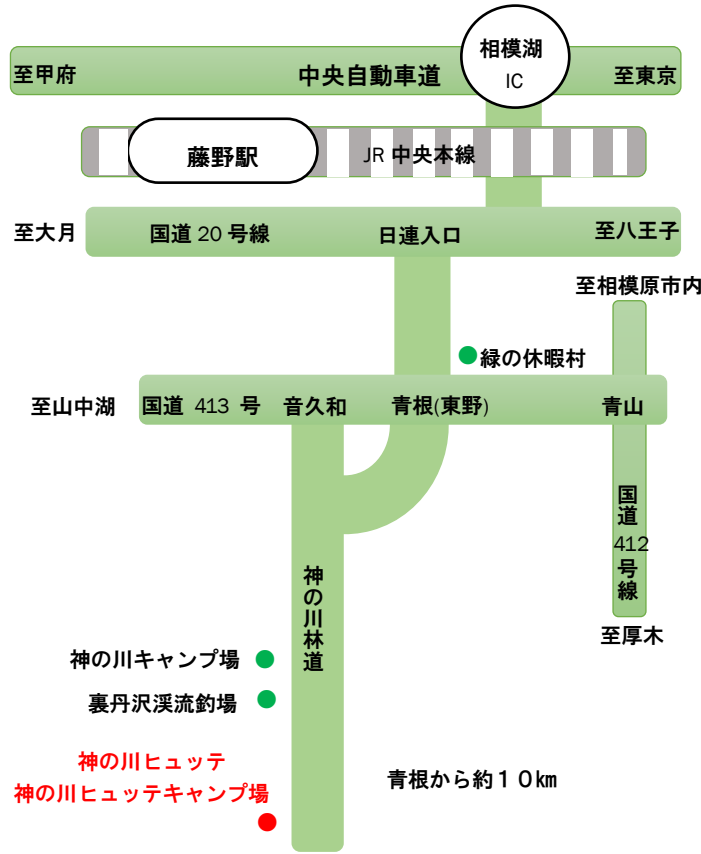 相模湖
IC
至甲府
中央自動車道
至東京
藤野駅
JR 中央本線
至大月
国道 20 号線
日連入口
至八王子
至相模原市内
緑の休暇村
至山中湖
国道 413 号
音久和
青根(東野)
青山
国道
412
号線
至厚木
神の川林道
神の川キャンプ場
裏丹沢渓流釣場
神の川ヒュッテ
神の川ヒュッテキャンプ場
青根から約１０㎞